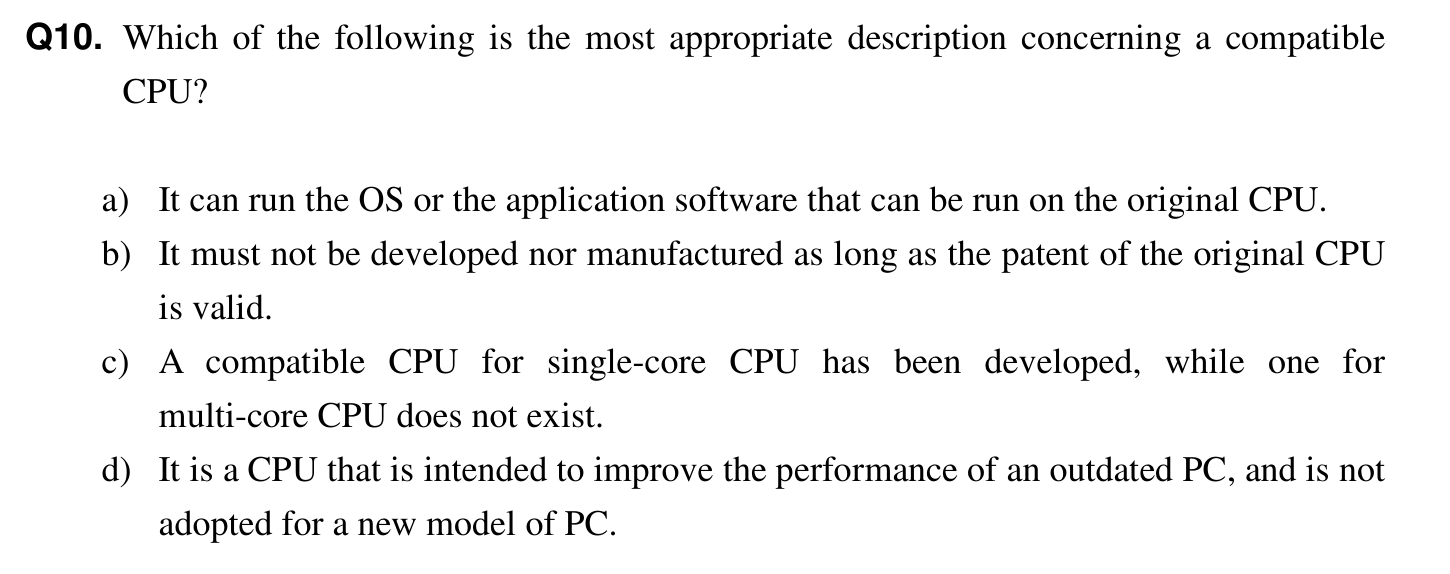 Q10. Which of the following is the most appropriate description concerning a compatible
CPU?
a) It can run the OS or the application software that can be run on the original CPU.
b) It must not be developed nor manufactured as long as the patent of the original CPU
is valid.
c) A compatible CPU for single-core CPU has been developed, while one for
multi-core CPU does not exist.
d) It is a CPU that is intended to improve the performance of an outdated PC, and is not
adopted for a new model of PC.